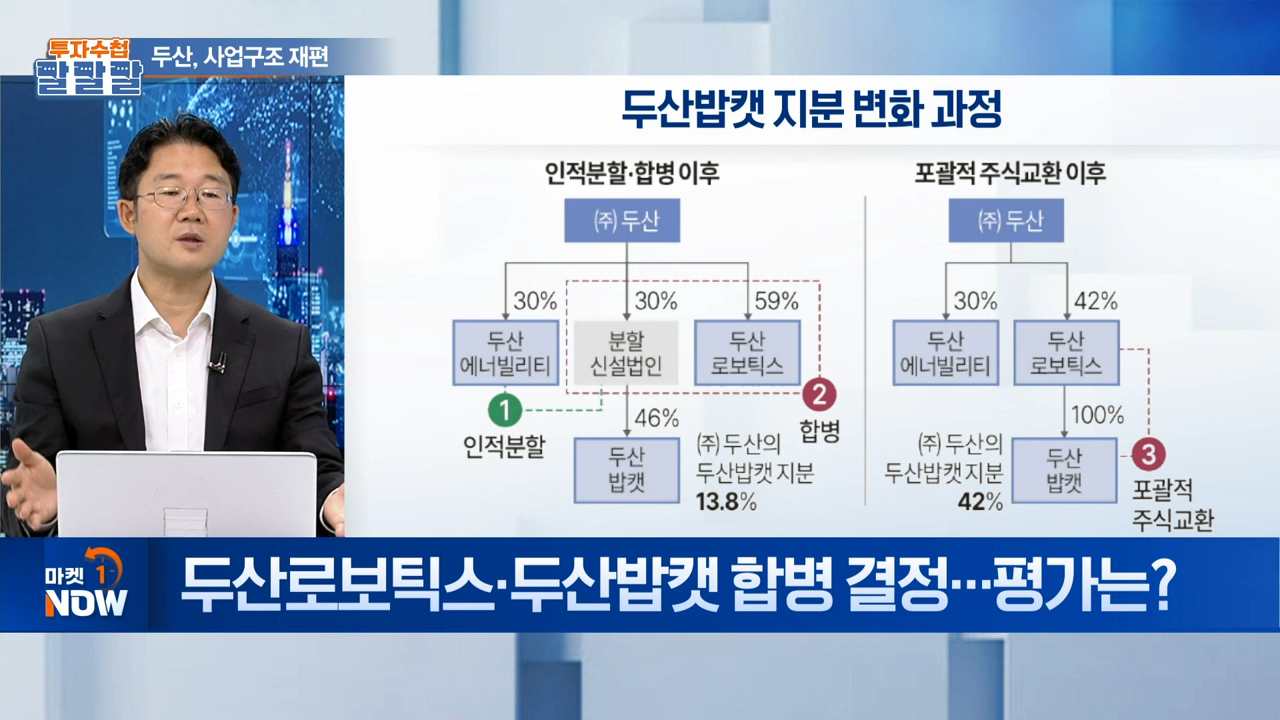 투자수첩
팔팔팔
두산, 사업구조 재편
두산밥캣 지분 변화 과정
인적분할·합병 이후
㈜ 두산
30%
30%
59%
두산
에너빌리티
분할
신설법인
두산
로보틱스
1
인적분할
2
합병
46%
두산
밥캣
㈜ 두산의
두산밥캣 지분
13.8%
포괄적 주식교환 이후
㈜ 두산
30%
42%
두산
에너빌리티
두산
로보틱스
100%
㈜ 두산의
두산밥캣 지분
42%
두산
밥캣
3
포괄적
주식교환
마켓 1
NOW
두산로보틱스·두산밥캣 합병 결정…평가는?